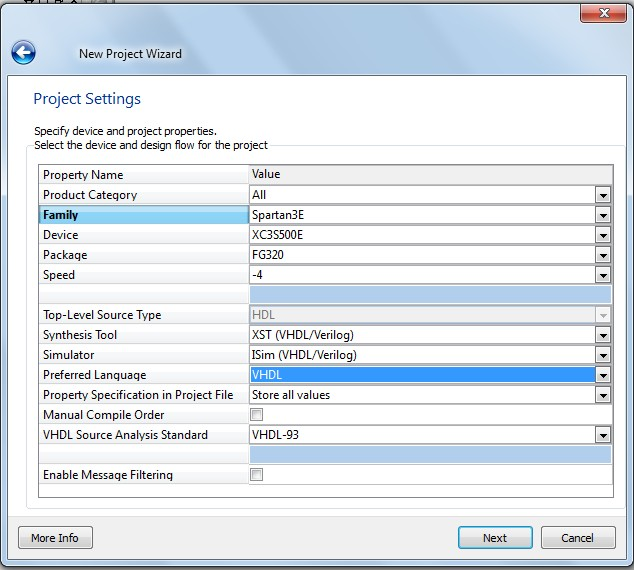 New Project Wizard
Project Settings
Specify device and project properties.
Select the device and design flow for the project
Property Name Value
Product Category All
Family Spartan3E
Device XC3S500E
Package FG320
Speed -4
Top-Level Source Type HDL
Synthesis Tool XST (VHDL/Verilog)
Simulator ISim (VHDL/Verilog)
Preferred Language VHDL
Property Specification in Project File Store all values
Manual Compile Order
VHDL Source Analysis Standard VHDL-93
Enable Message Filtering
More Info Next Cancel